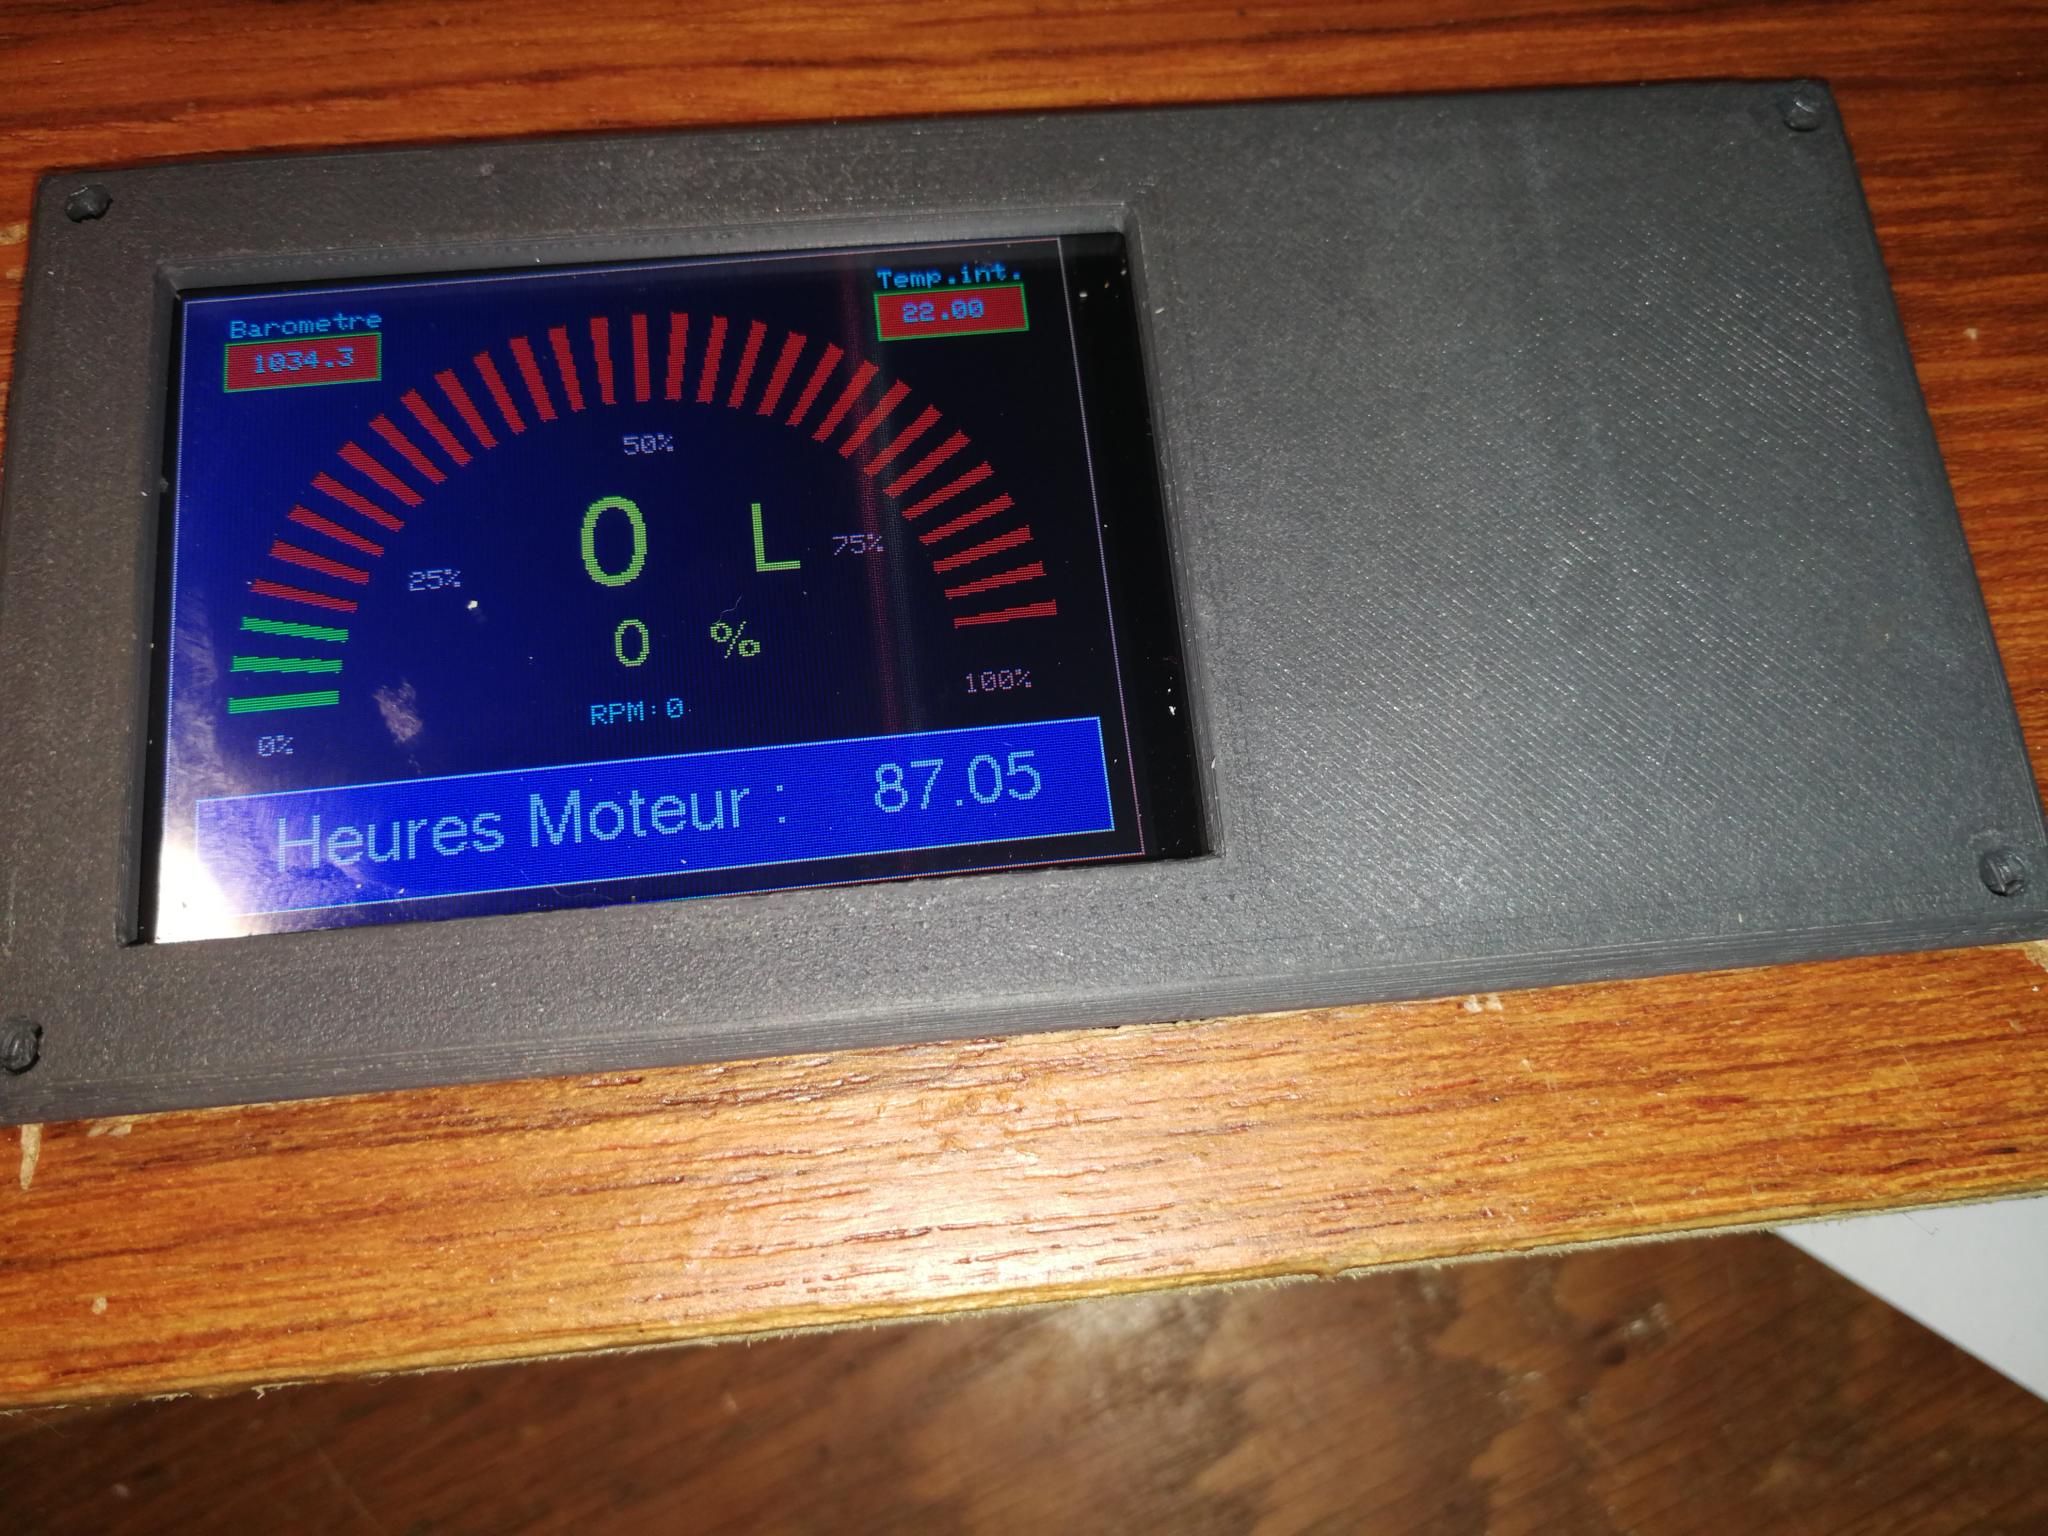 Barometre
1034.3
Temp.int.
22.00
50%
25%
0 L
75%
0 %
RPM:0
0%
100%
Heures Moteur : 87.05